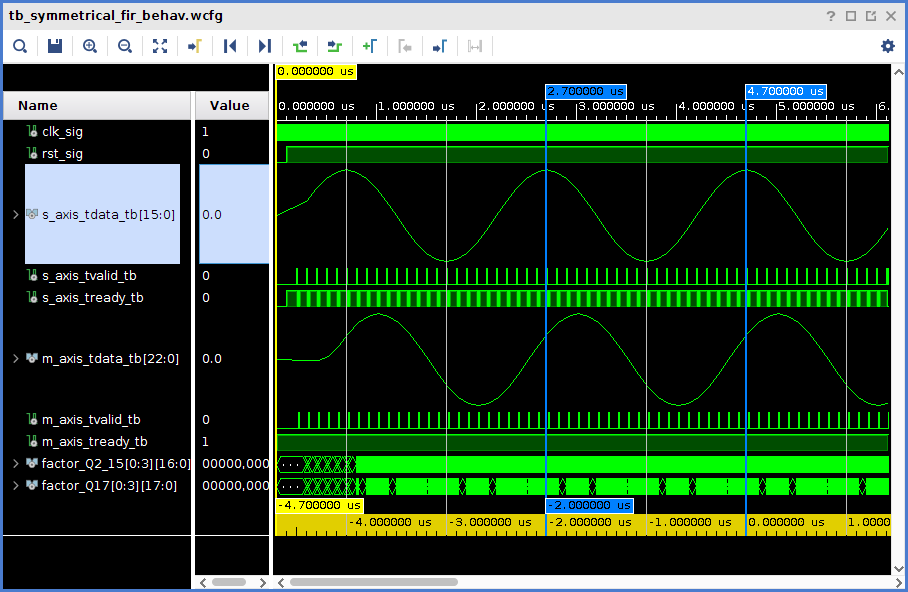 tb_symmetrical_fir_behav.wcfg
0.000000 us
2.700000 us 4.700000 us
Name Value
0.000000 us 1.000000 us 2.000000 us 3.000000 us 4.000000 us 5.000000 us 6.
clk_sig 1
rst_sig 0
s_axis_tdata_tb[15:0] 0.0
s_axis_tvalid_tb 0
s_axis_tready_tb 0
m_axis_tdata_tb[22:0] 0.0
m_axis_tvalid_tb 0
m_axis_tready_tb 1
factor_Q2_15[0:3][16:0] 00000,000 ...
factor_Q17[0:3][17:0] 00000,000 ...
-4.700000 us -2.000000 us
-4.000000 us -3.000000 us -2.000000 us -1.000000 us 0.000000 us 1.0000